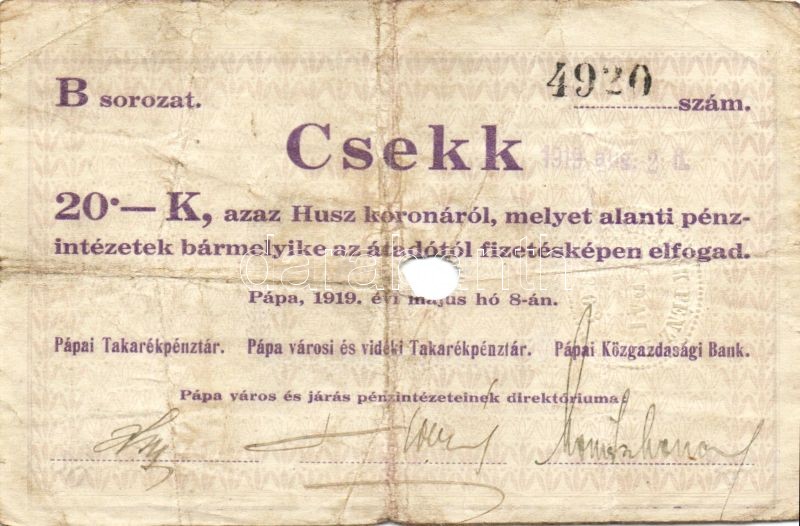 B sorozat. 4920 szám.
Csekk
1919
20·— K, azaz Husz koronáról, melyet alanti pénz-
intézetek bármelyike az átadótól fizetésképen elfogad.
darabanth
Pápa, 1919. évi május hó 8-án.
Pápai Takarékpénztár. Pápa városi és vidéki Takarékpénztár. Pápai Közgazdasági Bank.
Pápa város és járás pénzintézeteinek direktóriuma